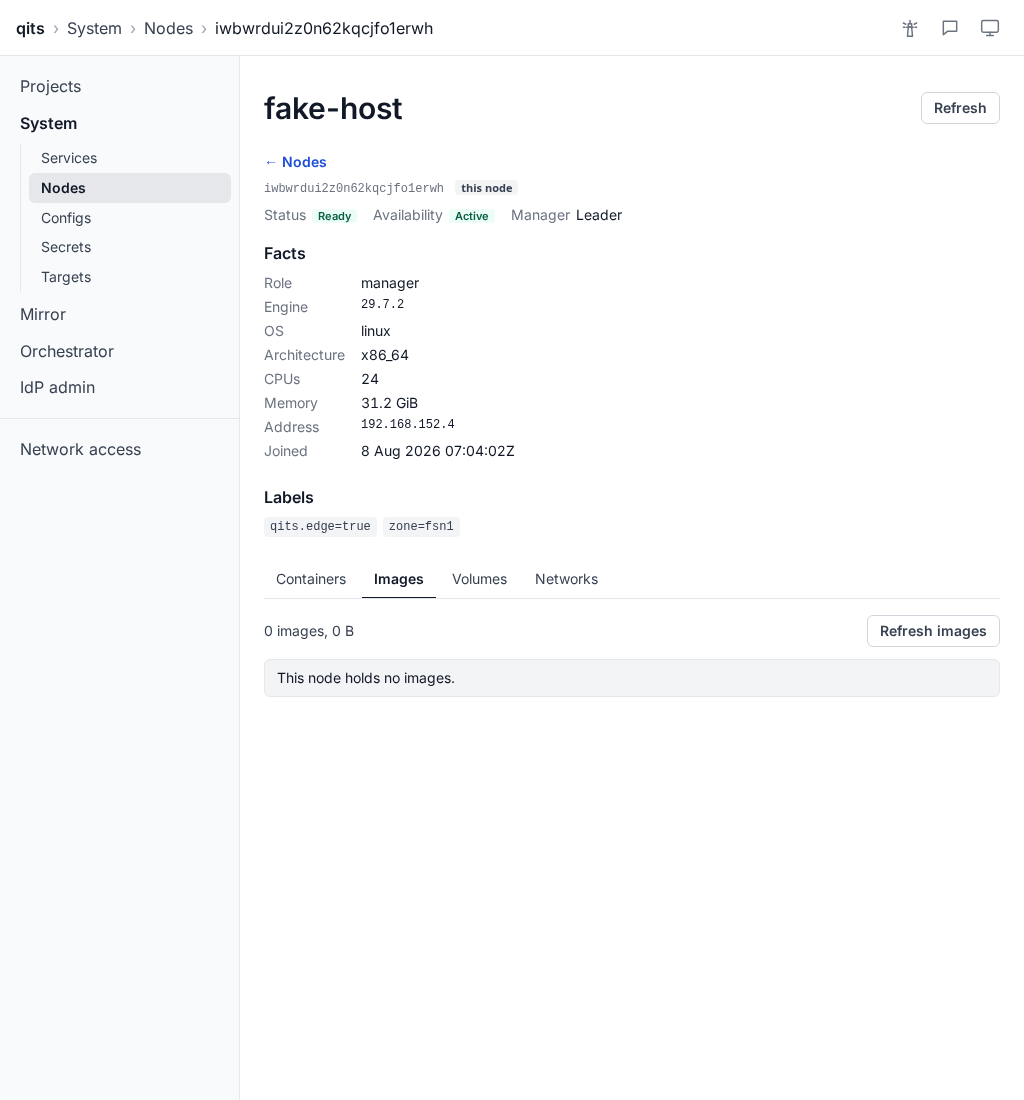 qits › System › Nodes › iwbwrdui2z0n62kqcjfo1erwh
Projects
System
Services
Nodes
Configs
Secrets
Targets
Mirror
Orchestrator
IdP admin
Network access
fake-host
Refresh
← Nodes
iwbwrdui2z0n62kqcjfo1erwh this node
Status Ready Availability Active Manager Leader
Facts
Role manager
Engine 29.7.2
OS linux
Architecture x86_64
CPUs 24
Memory 31.2 GiB
Address 192.168.152.4
Joined 8 Aug 2026 07:04:02Z
Labels
qits.edge=true zone=fsn1
Containers Images Volumes Networks
0 images, 0 B
Refresh images
This node holds no images.